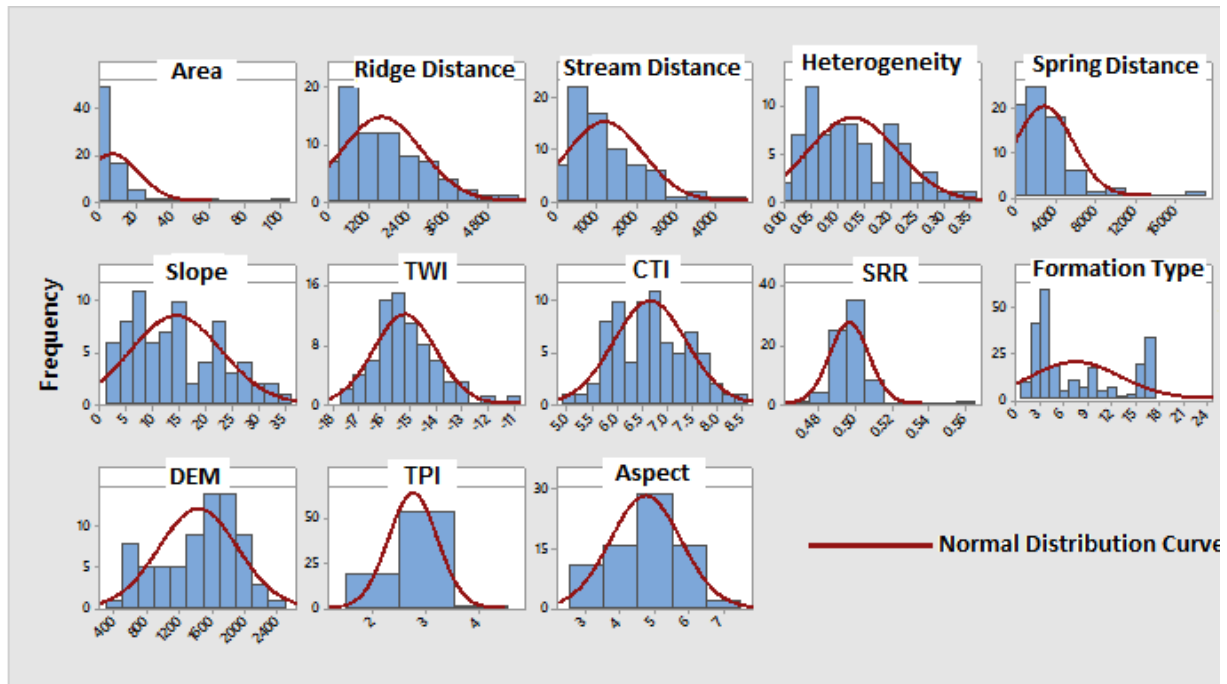 Area
40
20
0
0 20 40 60 80 100
Ridge Distance
20
10
0
0 1200 2400 3600 4800
Stream Distance
20
10
0
0 1000 2000 3000 4000
Heterogeneity
10
5
0
0.00 0.05 0.10 0.15 0.20 0.25 0.30 0.35
Spring Distance
20
10
0
0 4000 8000 12000 16000
Frequency
Slope
10
5
0
0 5 10 15 20 25 30 35
TWI
16
8
0
-18 -17 -16 -15 -14 -13 -12 -11
CTI
10
5
0
5.0 5.5 6.0 6.5 7.0 7.5 8.0 8.5
SRR
40
20
0
0.48 0.50 0.52 0.54 0.56
Formation Type
50
25
0
0 3 6 9 12 15 18 21 24
DEM
10
5
0
400 800 1200 1600 2000 2400
TPI
50
25
0
2 3 4
Aspect
30
15
0
3 4 5 6 7
Normal Distribution Curve